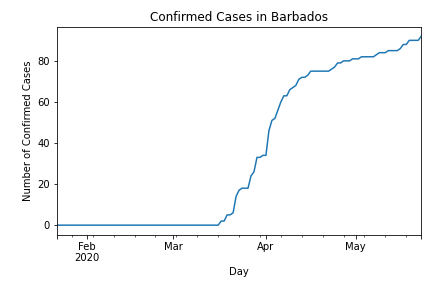 Confirmed Cases in Barbados
Number of Confirmed Cases
80
60
40
20
0
Feb
2020
Mar
Apr
May
Day